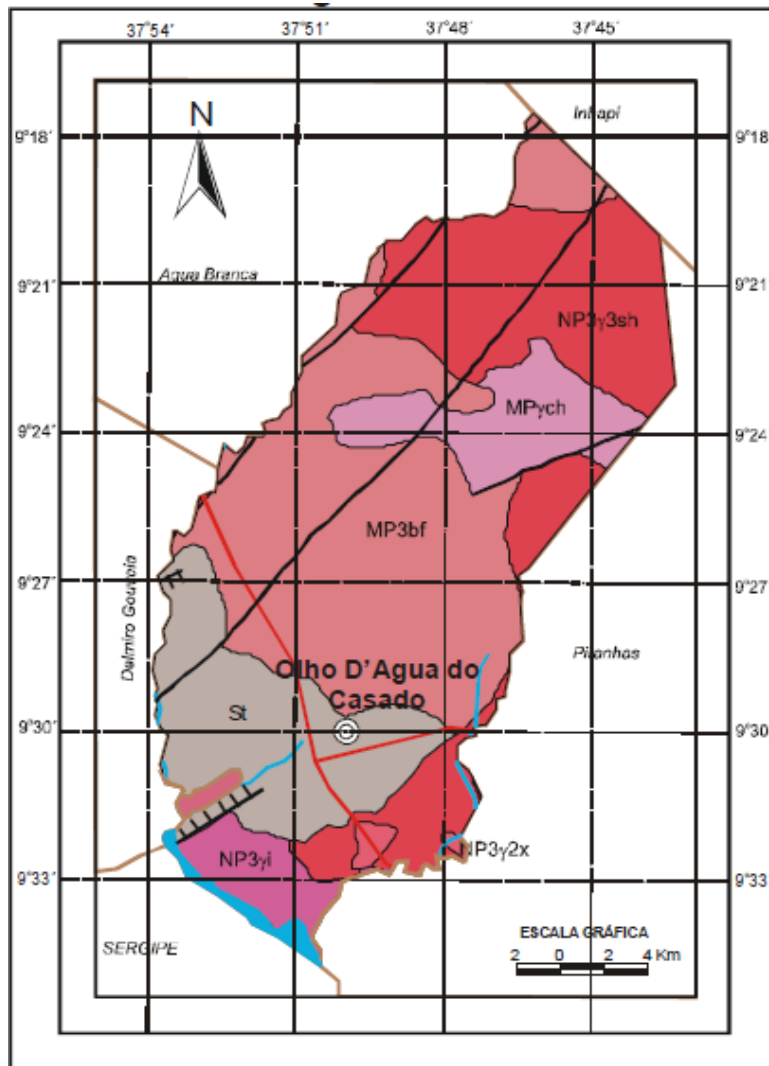 37°54´ 37°51´ 37°48´ 37°45´
Inhapi
9°18´ 9°18´
N
Agua Branca
9°21´ 9°21´
NP3γ3sh
MPγch
9°24´ 9°24´
MP3bf
9°27´ 9°27´
Delmiro Gouveia
Piranhas
Olho D'Agua do
Casado
St
9°30´ 9°30´
NP3γi
NP3γ2x
9°33´ 9°33´
SERGIPE
ESCALA GRÁFICA
2 0 2 4 Km